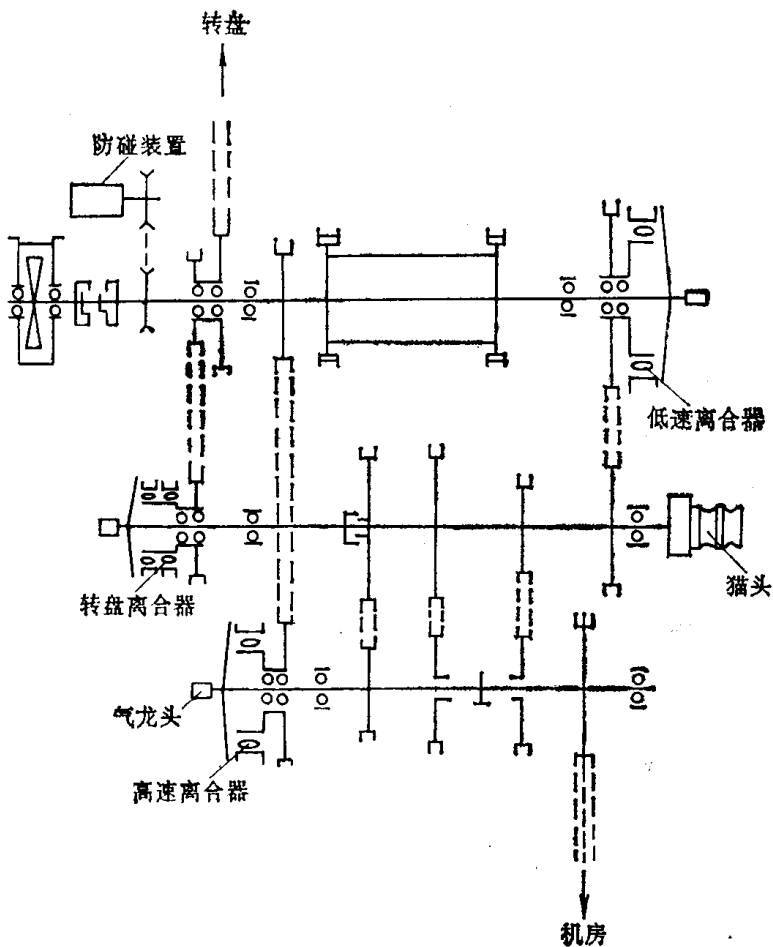 转盘
防碰装置
低速离合器
猫头
转盘离合器
气龙头
高速离合器
机房